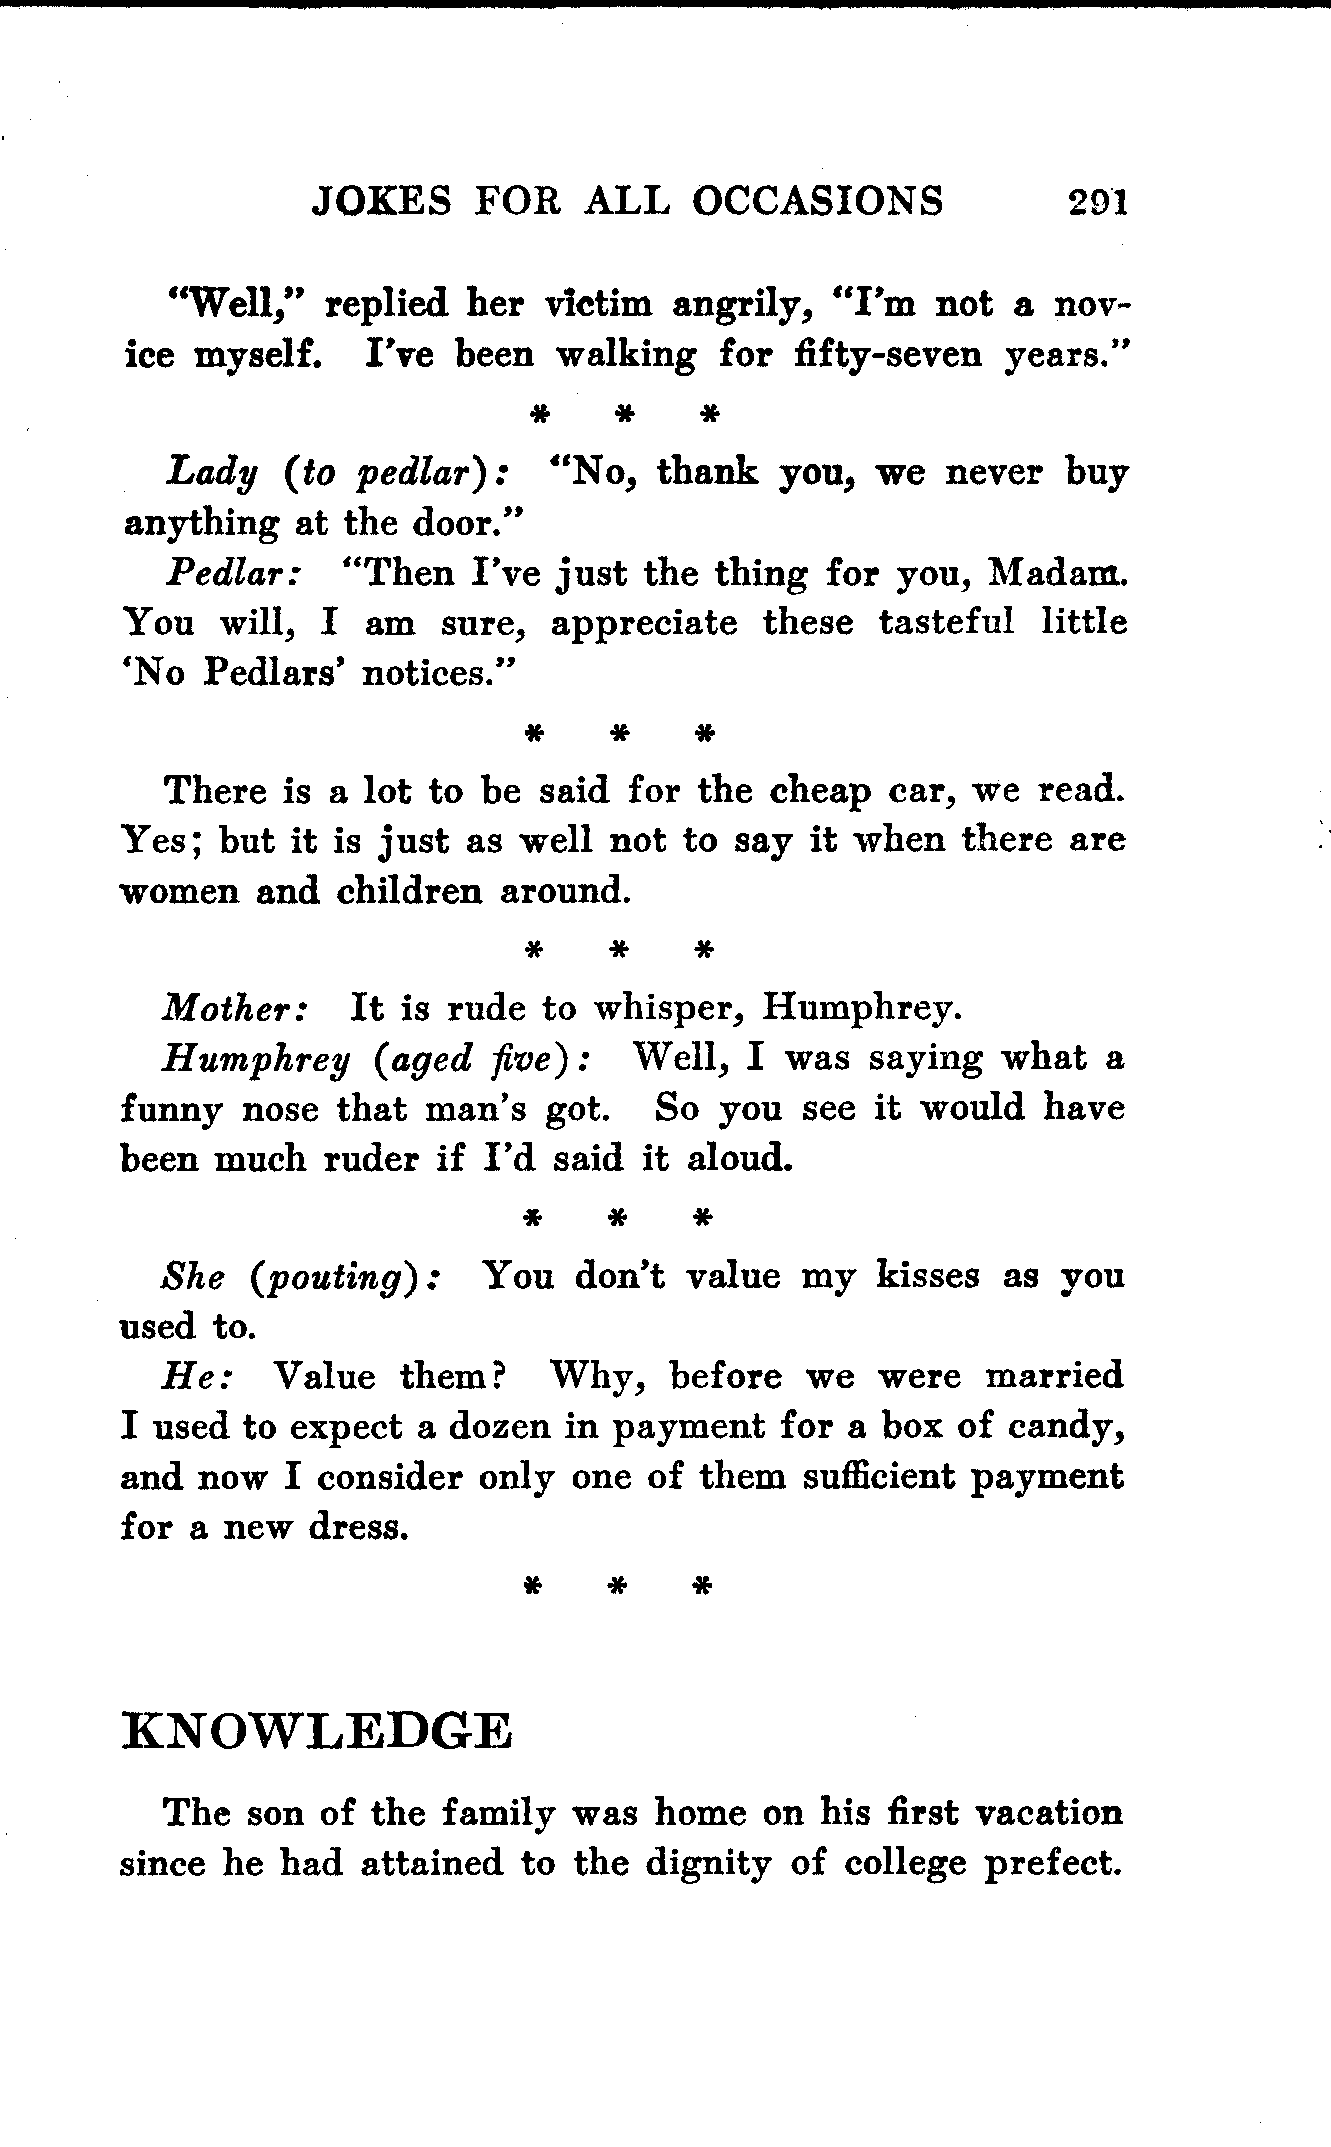 JOKES FOR ALL OCCASIONS 291
“Well,” replied her victim angrily, “I’m not a nov-
ice myself. I’ve been walking for fifty-seven years.”
* * *
Lady (to pedlar): “No, thank you, we never buy
anything at the door.”
Pedlar: “Then I’ve just the thing for you, Madam.
You will, I am sure, appreciate these tasteful little
‘No Pedlars’ notices.”
* * *
There is a lot to be said for the cheap car, we read.
Yes; but it is just as well not to say it when there are
women and children around.
* * *
Mother: It is rude to whisper, Humphrey.
Humphrey (aged five): Well, I was saying what a
funny nose that man’s got. So you see it would have
been much ruder if I’d said it aloud.
* * *
She (pouting): You don’t value my kisses as you
used to.
He: Value them? Why, before we were married
I used to expect a dozen in payment for a box of candy,
and now I consider only one of them sufficient payment
for a new dress.
* * *
KNOWLEDGE
The son of the family was home on his first vacation
since he had attained to the dignity of college prefect.